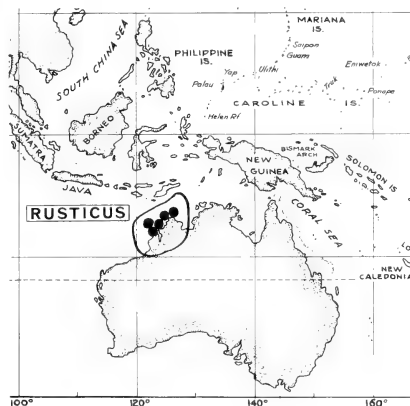 MARIANA
IS.
PHILIPPINE
IS.
Saipan
Guam
SOUTH CHINA SEA
Yap
Ulithi
Eniwetok
Palau
Truk
Ponape
CAROLINE IS.
Helen Rf
BORNEO
SUMATRA
BISMARK
ARCH
NEW
GUINEA
SOLOMON IS
JAVA
RUSTICUS
CORAL SEA
LO
NEW
CALEDONIA
100° 120° 140° 160°